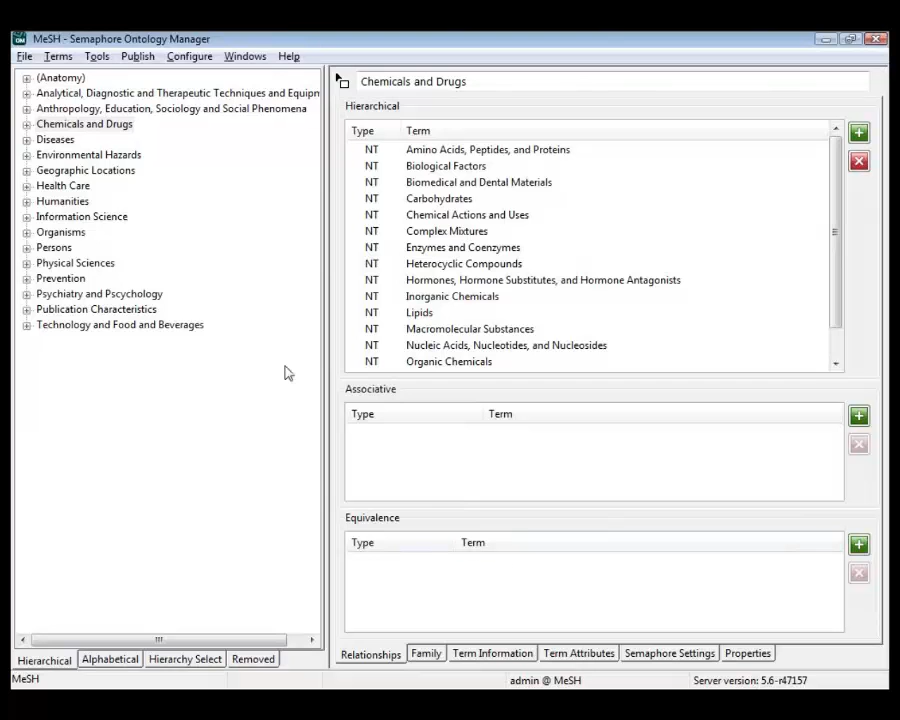 MeSH - Semaphore Ontology Manager
File Terms Tools Publish Configure Windows Help
(Anatomy)
Analytical, Diagnostic and Therapeutic Techniques and Equipn
Anthropology, Education, Sociology and Social Phenomena
Chemicals and Drugs
Diseases
Environmental Hazards
Geographic Locations
Health Care
Humanities
Information Science
Organisms
Persons
Physical Sciences
Prevention
Psychiatry and Pscychology
Publication Characteristics
Technology and Food and Beverages
Hierarchical Alphabetical Hierarchy Select Removed
Chemicals and Drugs
Hierarchical
Type Term
NT Amino Acids, Peptides, and Proteins
NT Biological Factors
NT Biomedical and Dental Materials
NT Carbohydrates
NT Chemical Actions and Uses
NT Complex Mixtures
NT Enzymes and Coenzymes
NT Heterocyclic Compounds
NT Hormones, Hormone Substitutes, and Hormone Antagonists
NT Inorganic Chemicals
NT Lipids
NT Macromolecular Substances
NT Nucleic Acids, Nucleotides, and Nucleosides
NT Organic Chemicals
Associative
Type Term
Equivalence
Type Term
Relationships Family Term Information Term Attributes Semaphore Settings Properties
MeSH admin @ MeSH Server version: 5.6-r47157